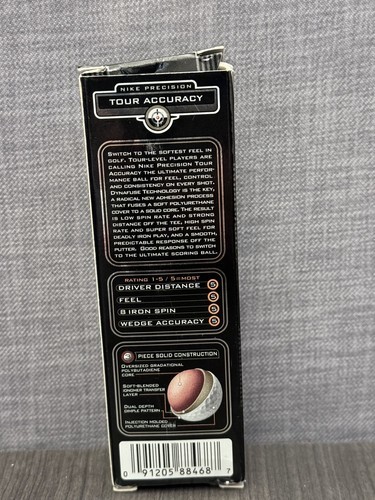 NIKE PRECISION
TOUR ACCURACY
SWITCH TO THE SOFTEST FEEL IN
GOLF. TOUR-LEVEL PLAYERS ARE
CALLING NIKE PRECISION TOUR
ACCURACY THE ULTIMATE PERFOR-
MANCE BALL FOR FEEL, CONTROL
AND CONSISTENCY ON EVERY SHOT.
DYNAFUSE TECHNOLOGY IS THE KEY,
A RADICAL NEW ADHESION PROCESS
THAT FUSES A SOFT POLYURETHANE
COVER TO A SOLID CORE. THE RESULT
IS LOW SPIN RATE AND STRONG
DISTANCE OFF THE TEE, HIGH SPIN
RATE AND SUPER SOFT FEEL FOR
DEADLY IRON PLAY, AND A SMOOTH,
PREDICTABLE RESPONSE OFF THE
PUTTER. GOOD REASONS TO SWITCH
TO THE ULTIMATE SCORING BALL.
RATING 1-5 / 5=MOST
DRIVER DISTANCE 5
FEEL 5
8 IRON SPIN 5
WEDGE ACCURACY 5
3 PIECE SOLID CONSTRUCTION
OVERSIZED GRADATIONAL
POLYBUTADIENE
CORE
SOFT-BLENDED
IONOMER TRANSFER
LAYER
DUAL DEPTH
DIMPLE PATTERN
INJECTION MOLDED
POLYURETHANE COVER
0 91205 88468 7